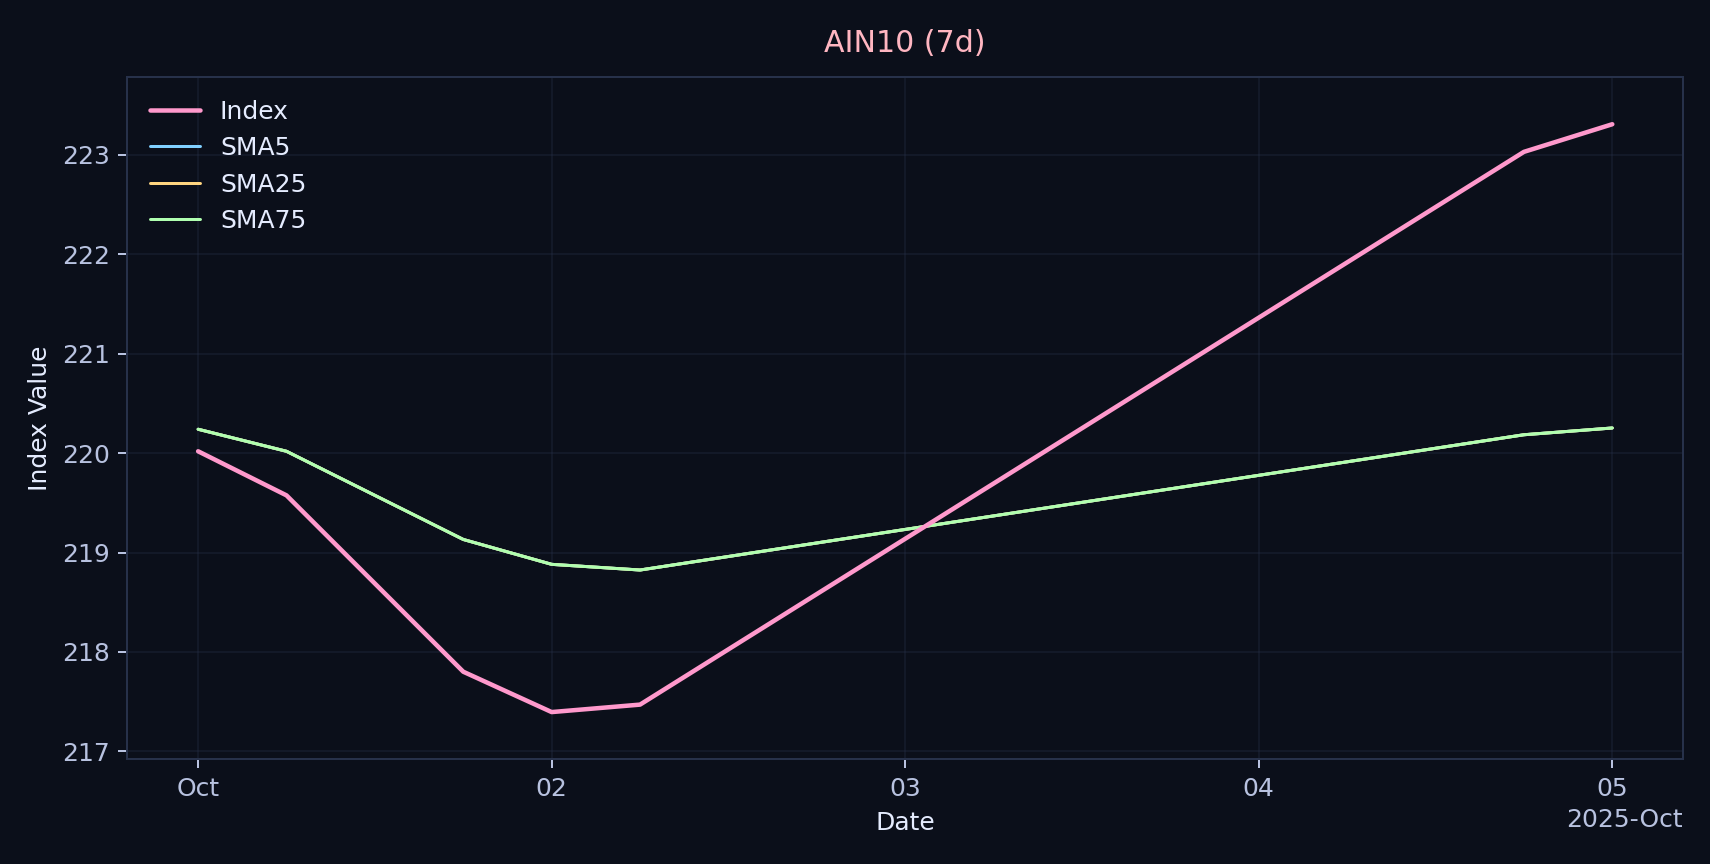 AIN10 (7d)
Index
SMA5
SMA25
SMA75
223
222
221
220
219
218
217
Index Value
Oct
02
03
04
05
2025-Oct
Date